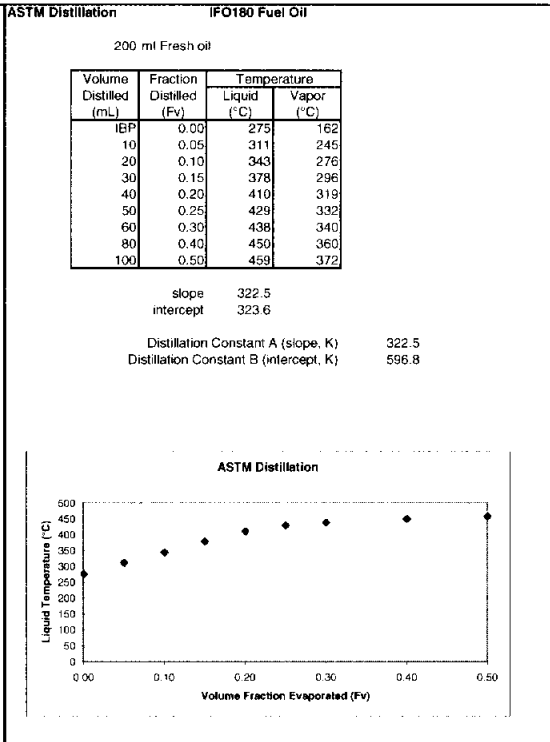 ASTM Distillation IFO180 Fuel Oil
200 ml Fresh oil
Volume Fraction Temperature
Distilled Distilled Liquid Vapor
(mL) (Fv) (°C) (°C)
IBP 0.00 275 162
10 0.05 311 245
20 0.10 343 276
30 0.15 378 296
40 0.20 410 319
50 0.25 429 332
60 0.30 438 340
80 0.40 450 360
100 0.50 459 372
slope 322.5
intercept 323.6
Distillation Constant A (slope, K) 322.5
Distillation Constant B (intercept, K) 596.8
ASTM Distillation
Liquid Temperature (°C)
500
450
400
350
300
250
200
150
100
50
0
0.00 0.10 0.20 0.30 0.40 0.50
Volume Fraction Evaporated (Fv)